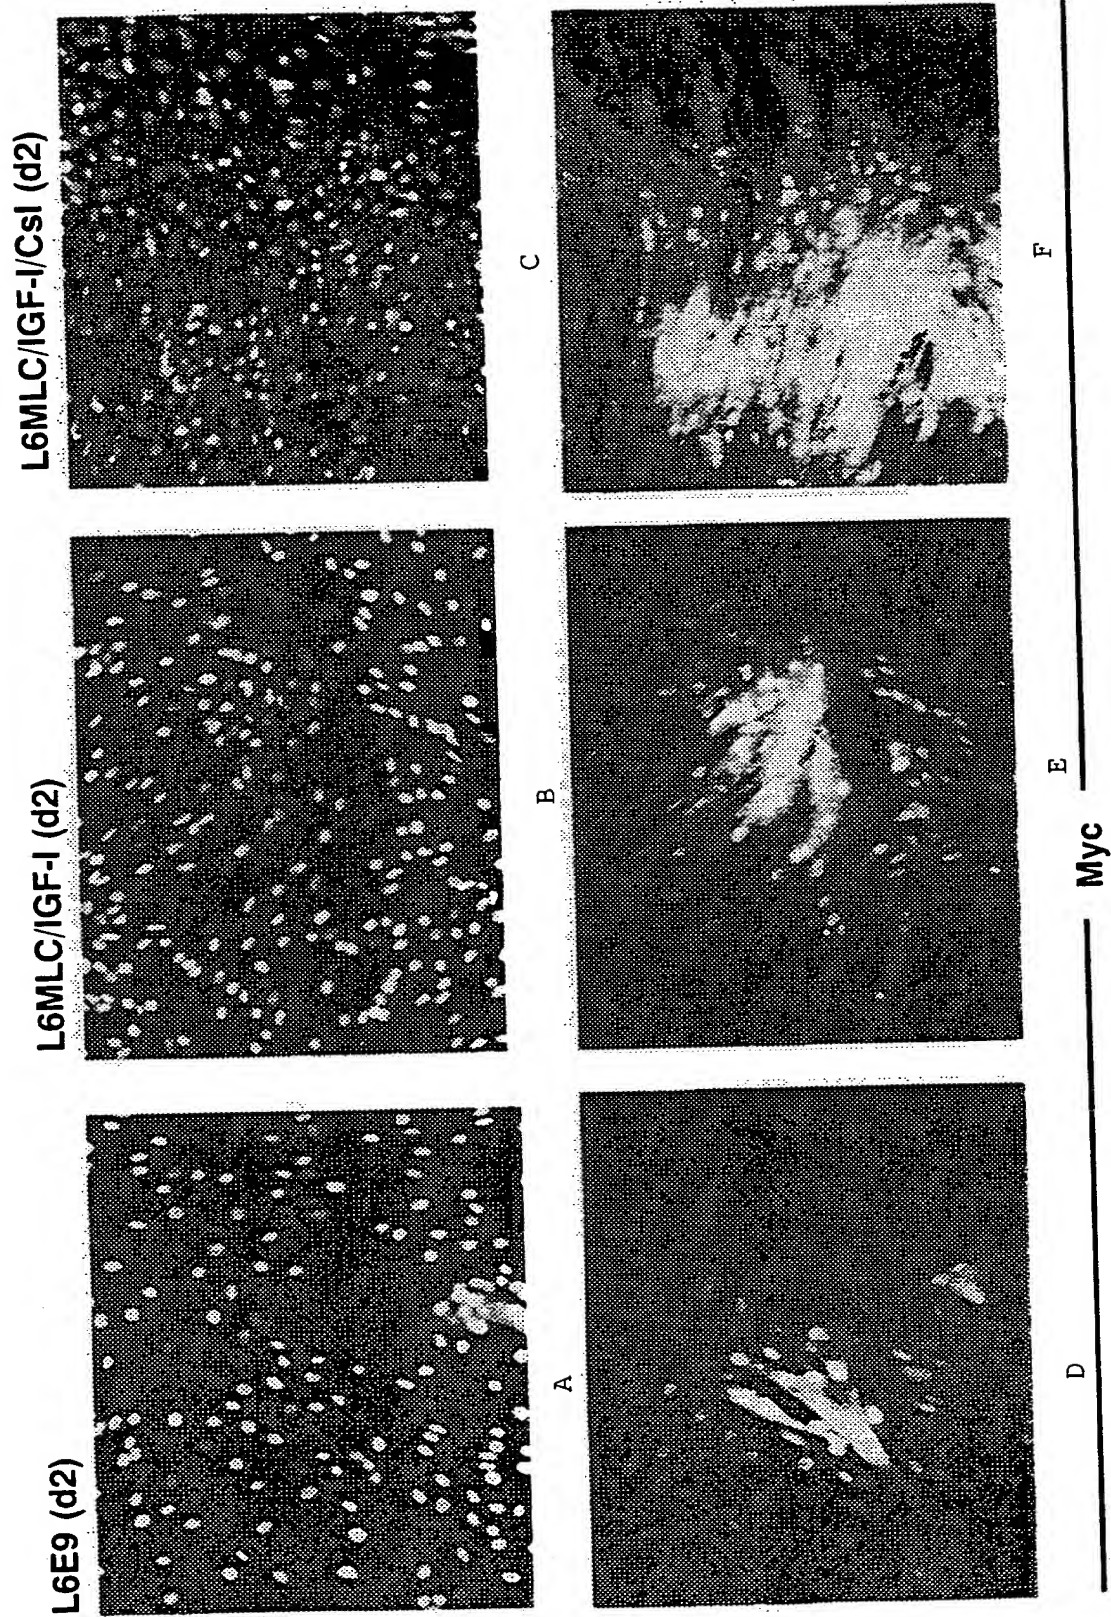 L6E9 (d2)
L6MLC/IGF-I (d2)
L6MLC/IGF-I/CsI (d2)
A
B
C
D
E
F
Myc